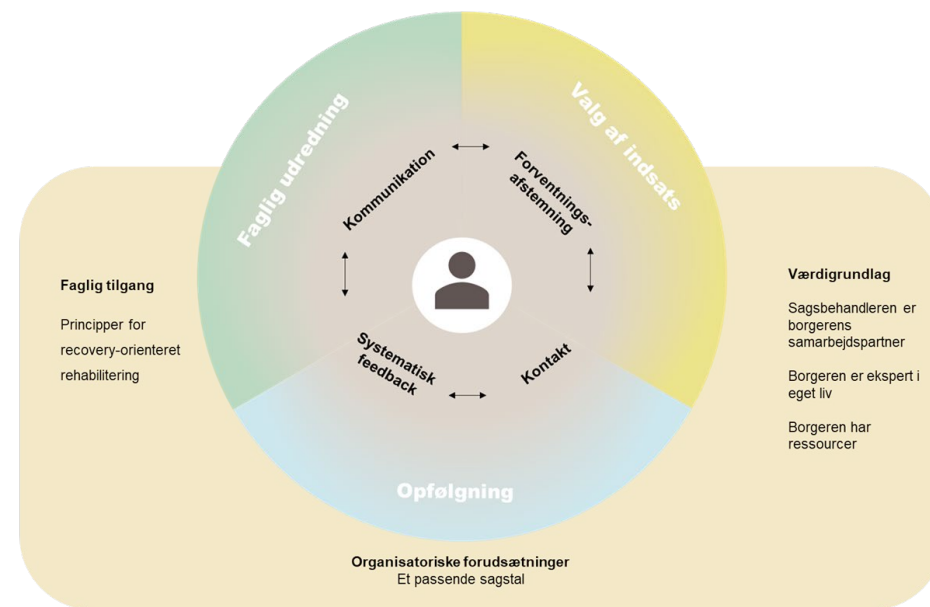 Faglig udredning
Valg af indsats
Kommunikation
Forventnings-
afstemning
Systematisk
feedback
Kontakt
Opfølgning
Faglig tilgang
Principper for
recovery-orienteret
rehabilitering
Værdigrundlag
Sagsbehandleren er
borgerens
samarbejdspartner
Borgeren er ekspert i
eget liv
Borgeren har
ressourcer
Organisatoriske forudsætninger
Et passende sagstal